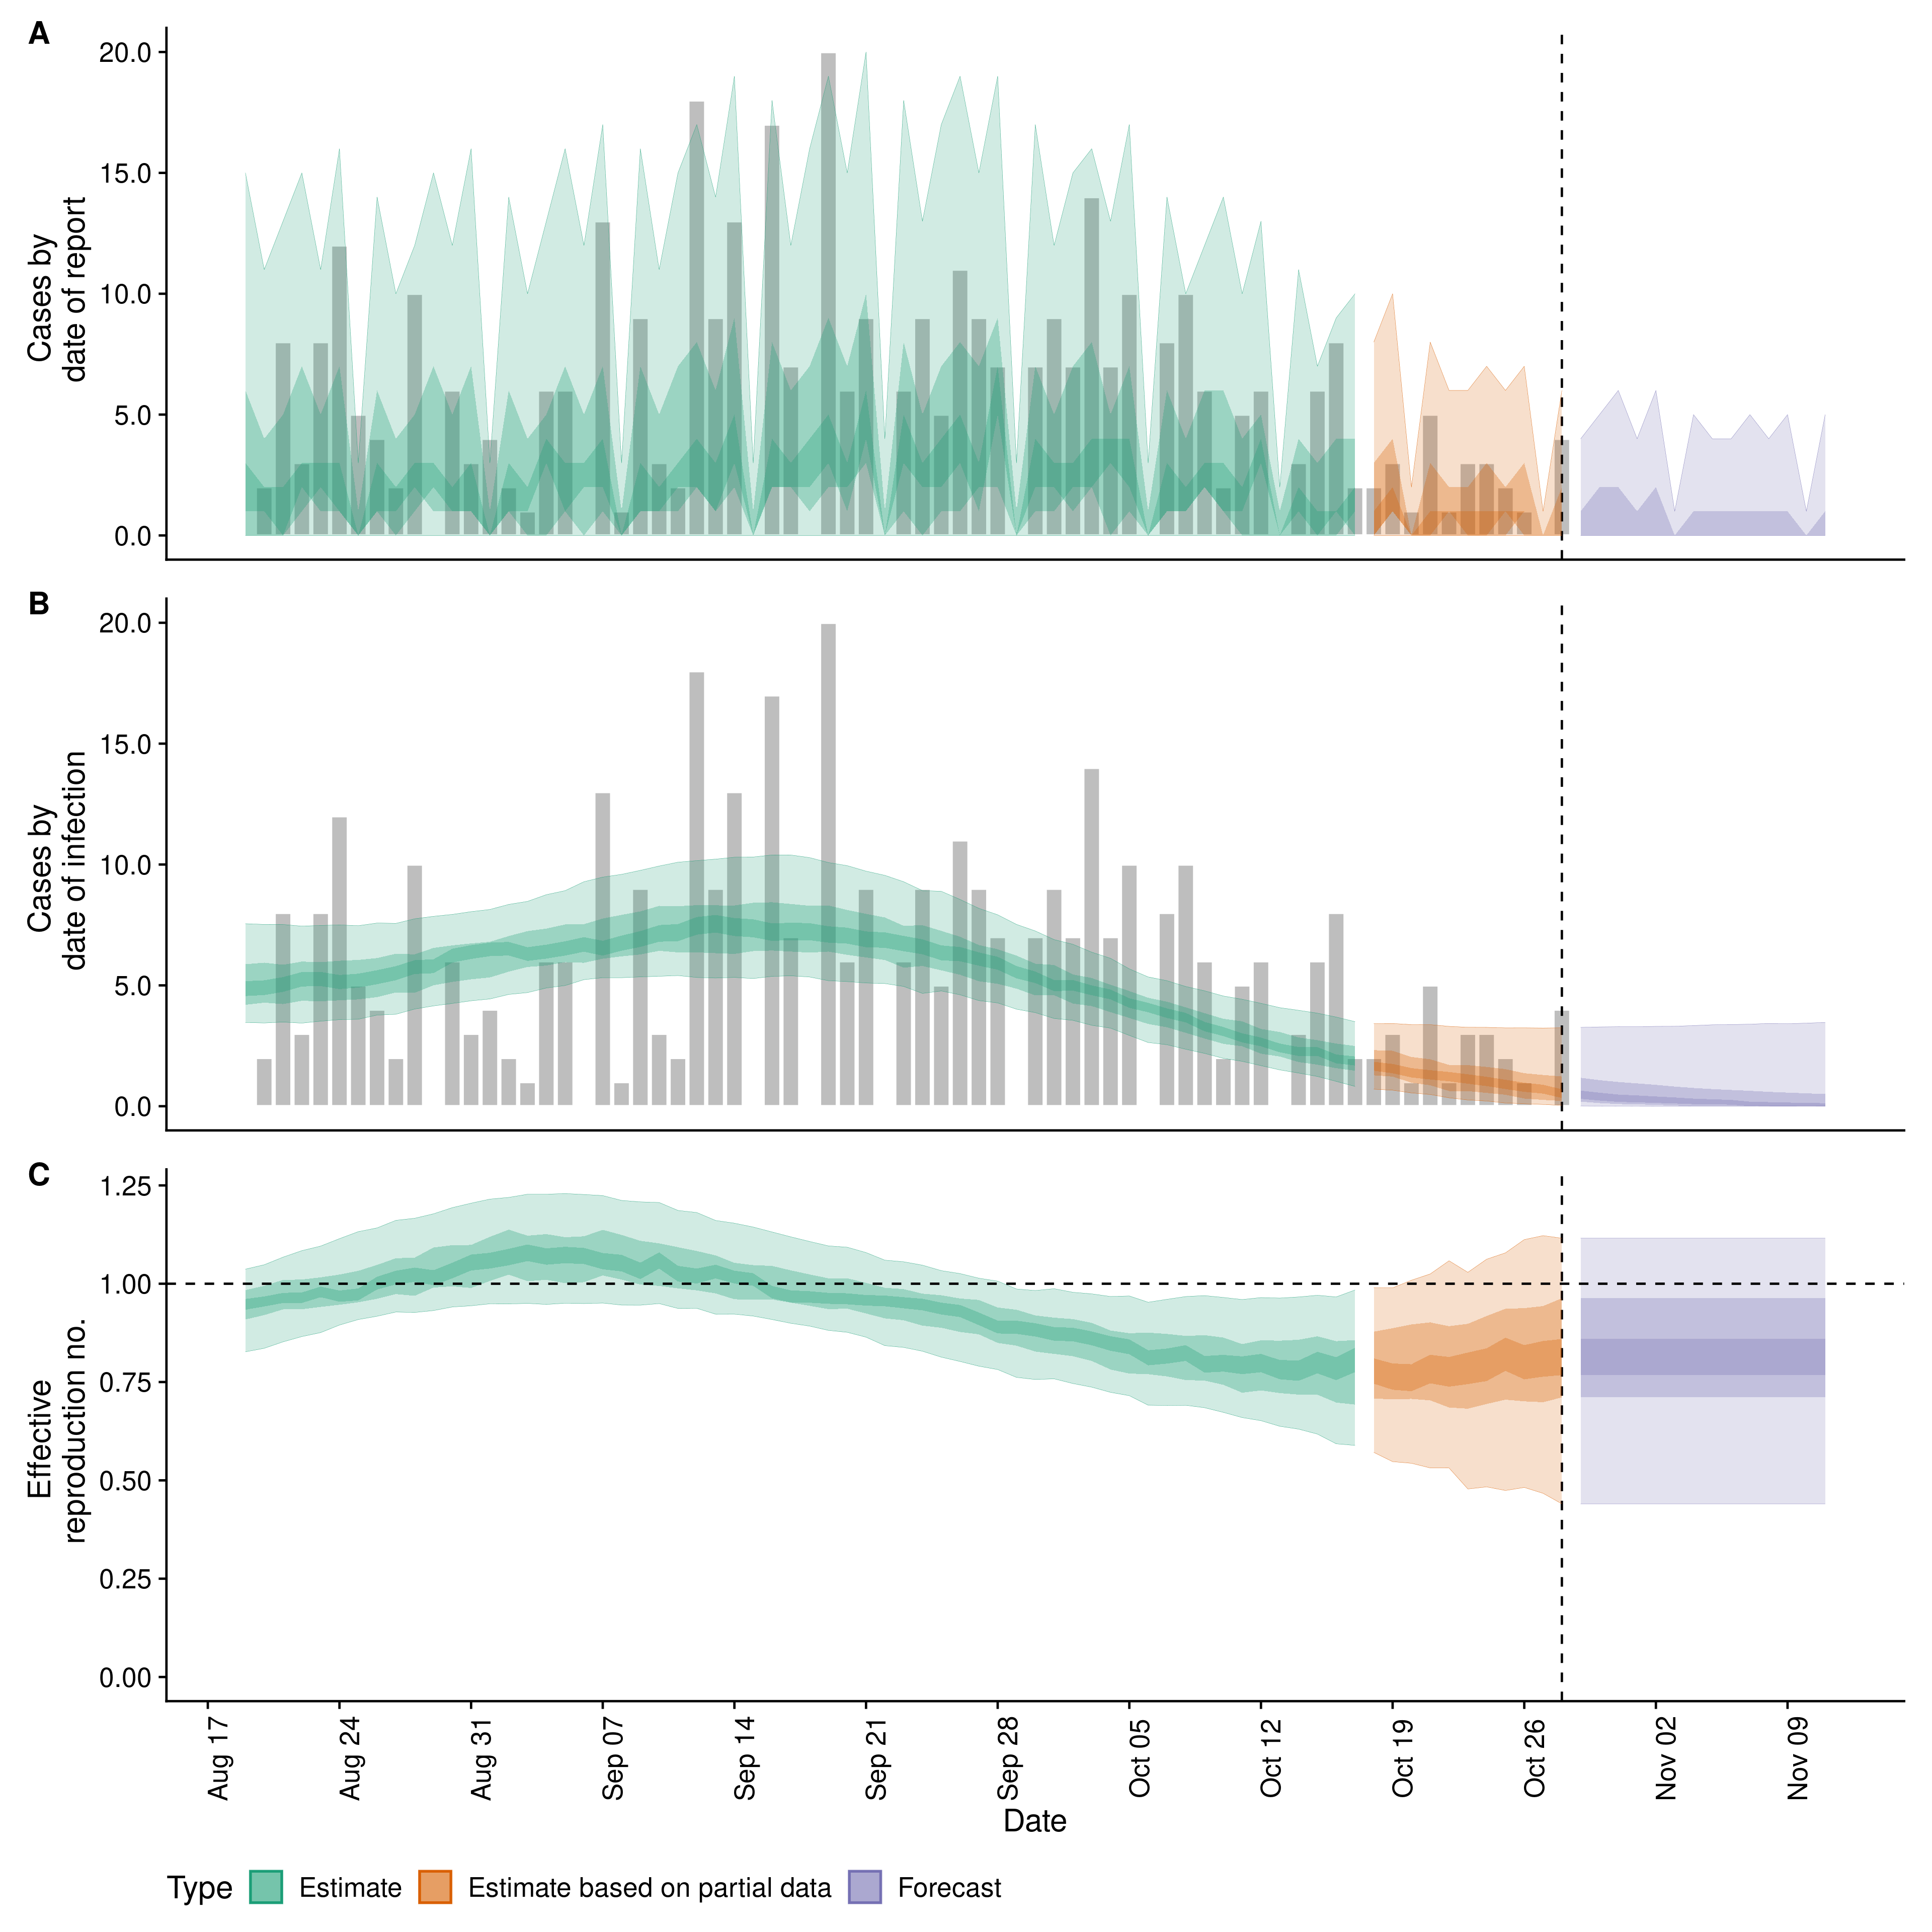 A
20.0
15.0
10.0
5.0
0.0
Cases by
date of report
B
20.0
15.0
10.0
5.0
0.0
Cases by
date of infection
C
1.25
1.00
0.75
0.50
0.25
0.00
Effective
reproduction no.
Aug 17
Aug 24
Aug 31
Sep 07
Sep 14
Sep 21
Sep 28
Oct 05
Oct 12
Oct 19
Oct 26
Nov 02
Nov 09
Date
Type Estimate Estimate based on partial data Forecast